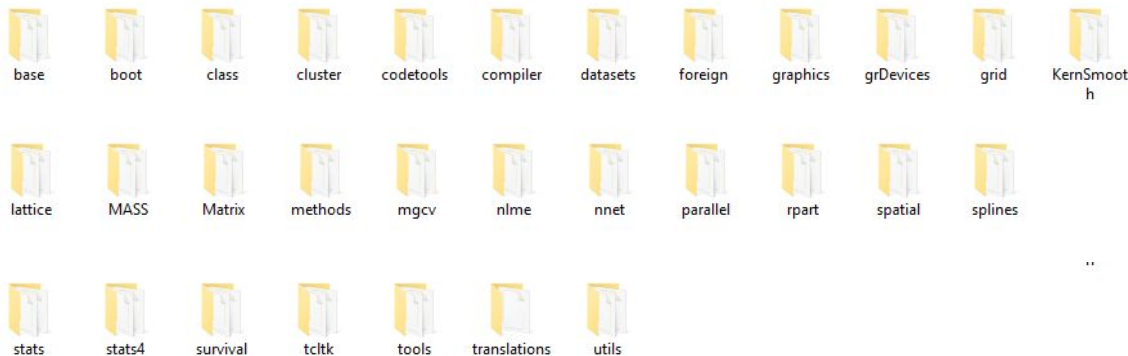 base boot class cluster codetools compiler datasets foreign graphics grDevices grid KernSmoot
h
lattice MASS Matrix methods mgcv nlme nnet parallel rpart spatial splines
..
stats stats4 survival tcltk tools translations utils